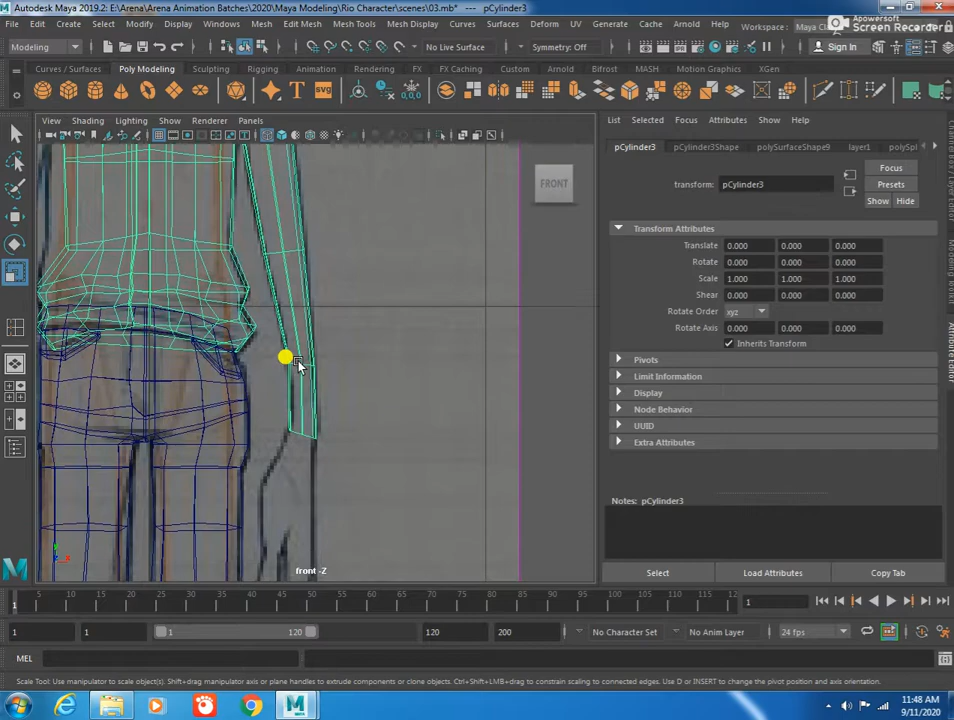 Autodesk Maya 2019.2: E:\Arena\Arena Animation Batches\2020\Maya Modeling\Rio Character\scenes\03.mb* --- pCylinder3
Apowersoft
Screen Recorder
File Edit Create Select Modify Display Windows Mesh Edit Mesh Mesh Tools Mesh Display Curves Surfaces Deform UV Generate Cache Arnold Help
Workspace: Maya Cl
Modeling
No Live Surface
Symmetry: Off
Sign In
Curves / Surfaces Poly Modeling Sculpting Rigging Animation Rendering FX FX Caching Custom Arnold Bifrost MASH Motion Graphics XGen
SVG
View Shading Lighting Show Renderer Panels
List Selected Focus Attributes Show Help
pCylinder3 pCylinder3Shape polySurfaceShape9 layer1 polySpl
FRONT
transform: pCylinder3
Focus
Presets
Show Hide
Transform Attributes
Translate 0.000 0.000 0.000
Rotate 0.000 0.000 0.000
Scale 1.000 1.000 1.000
Shear 0.000 0.000 0.000
Rotate Order xyz
Rotate Axis 0.000 0.000 0.000
Inherits Transform
Pivots
Limit Information
Display
Node Behavior
UUID
Extra Attributes
Notes: pCylinder3
front -Z
Select Load Attributes Copy Tab
5 10 15 20 25 30 35 40 45 50 55 60 65 70 75 80 85 90 95 100 105 110 115 12
1 1
1 1 1 120 120 200 No Character Set No Anim Layer 24 fps
MEL
Scale Tool: Use manipulator to scale object(s). Shift+drag manipulator axis or plane handles to extrude components or clone objects. Ctrl+Shift+LMB+drag to constrain scaling to connected edges. Use D or INSERT to change the pivot position and axis orientation.
11:48 AM
9/11/2020